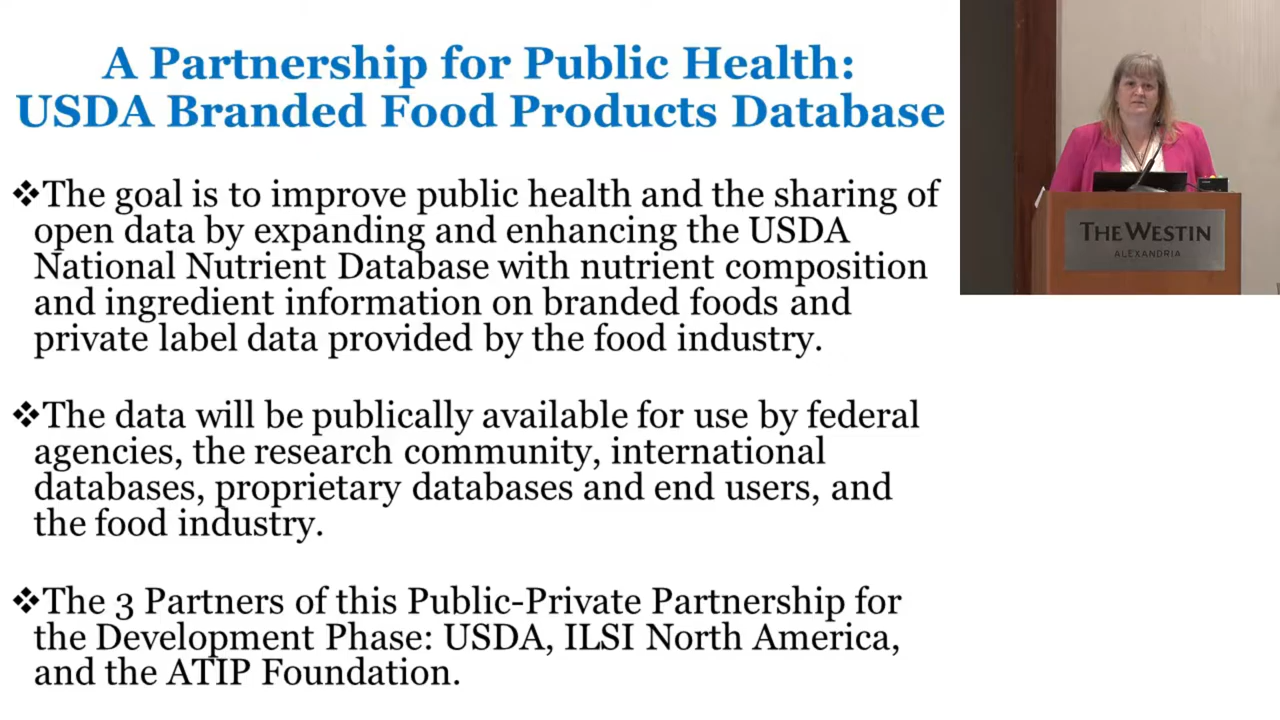 A Partnership for Public Health:
USDA Branded Food Products Database
❖The goal is to improve public health and the sharing of
open data by expanding and enhancing the USDA
National Nutrient Database with nutrient composition
and ingredient information on branded foods and
private label data provided by the food industry.
❖The data will be publically available for use by federal
agencies, the research community, international
databases, proprietary databases and end users, and
the food industry.
❖The 3 Partners of this Public-Private Partnership for
the Development Phase: USDA, ILSI North America,
and the ATIP Foundation.
THE WESTIN
ALEXANDRIA